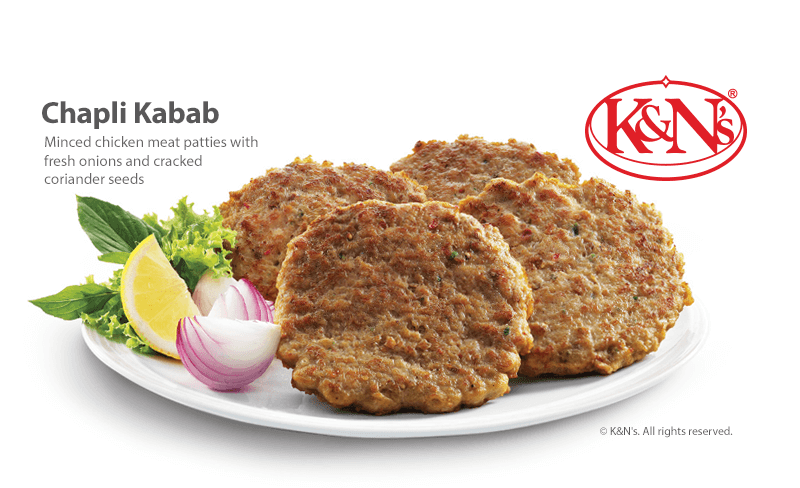 Chapli Kabab
Minced chicken meat patties with
fresh onions and cracked
coriander seeds
K&N's®
© K&N's. All rights reserved.